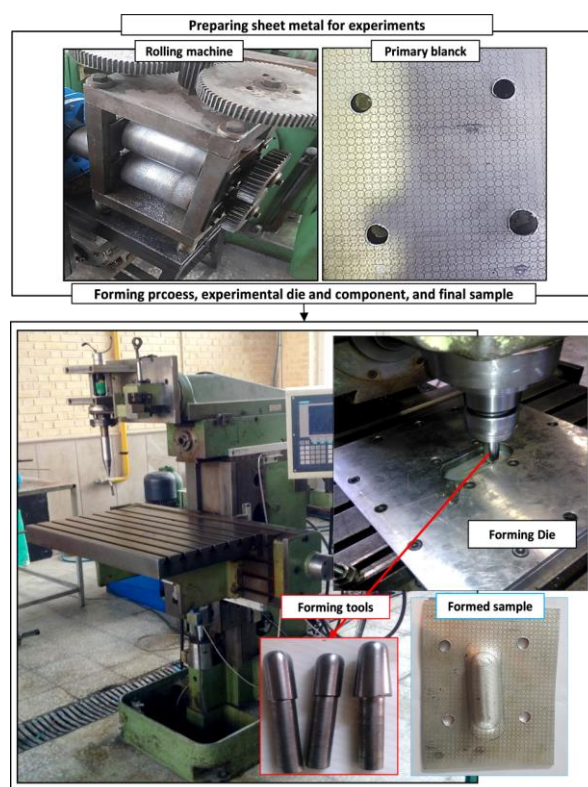 Preparing sheet metal for experiments
Rolling machine
Primary blanck
Forming prcoess, experimental die and component, and final sample
Forming Die
Forming tools
Formed sample